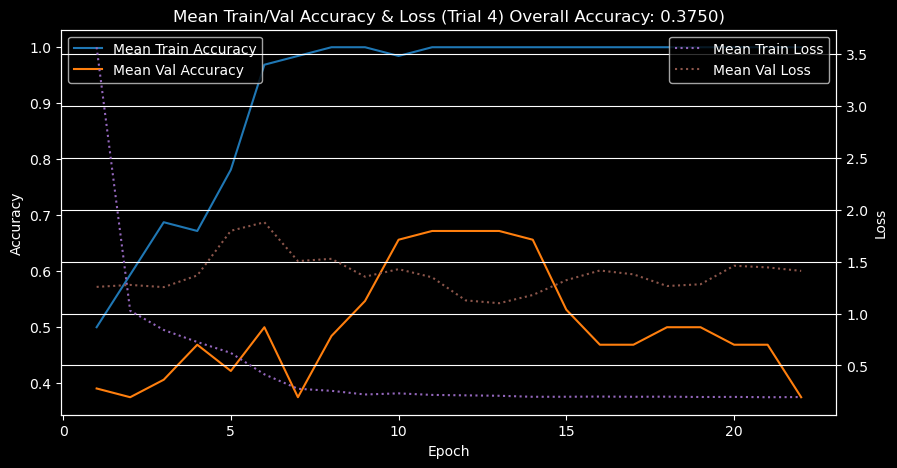 Mean Train/Val Accuracy & Loss (Trial 4) Overall Accuracy: 0.3750)
Mean Train Accuracy
Mean Val Accuracy
Mean Train Loss
Mean Val Loss
1.0
0.9
0.8
0.7
0.6
0.5
0.4
Accuracy
3.5
3.0
2.5
2.0
1.5
1.0
0.5
Loss
0 5 10 15 20
Epoch